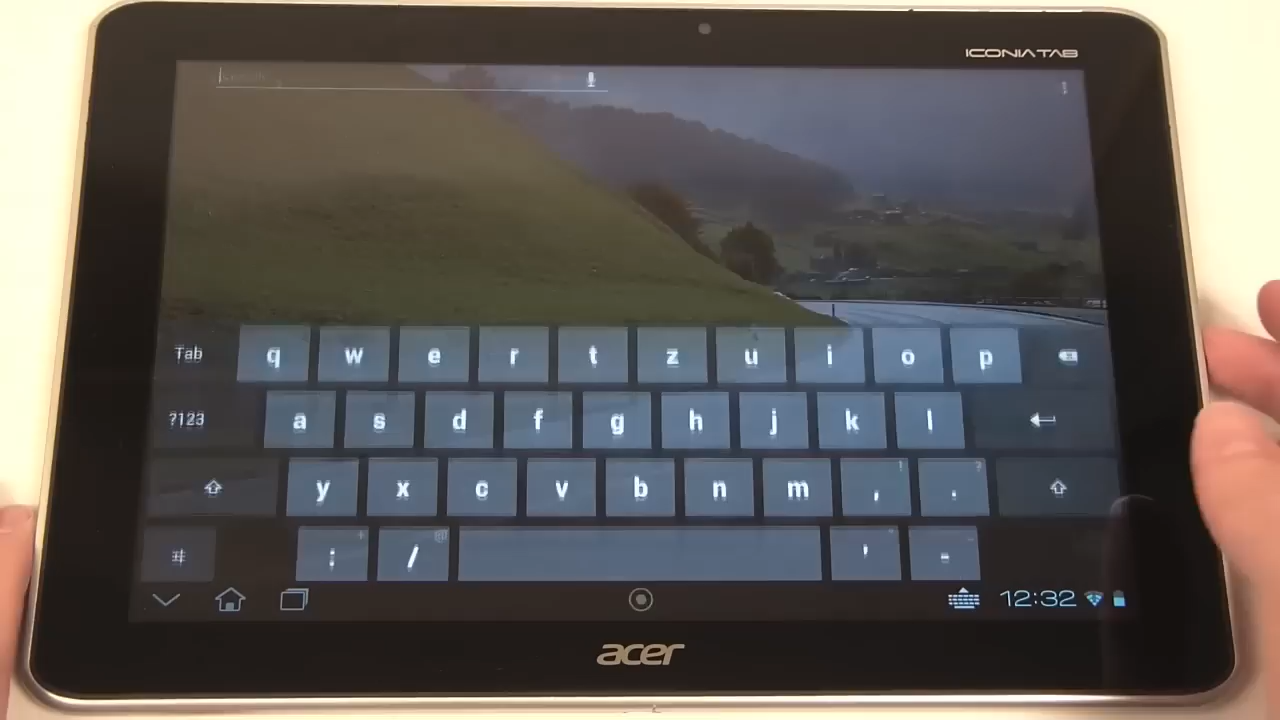 ICONIA TAB
Tab q w e r t z u i o p
?123 a s d f g h j k l
y x c v b n m , ! . ?
# : + / @ ' " - _
12:32
acer